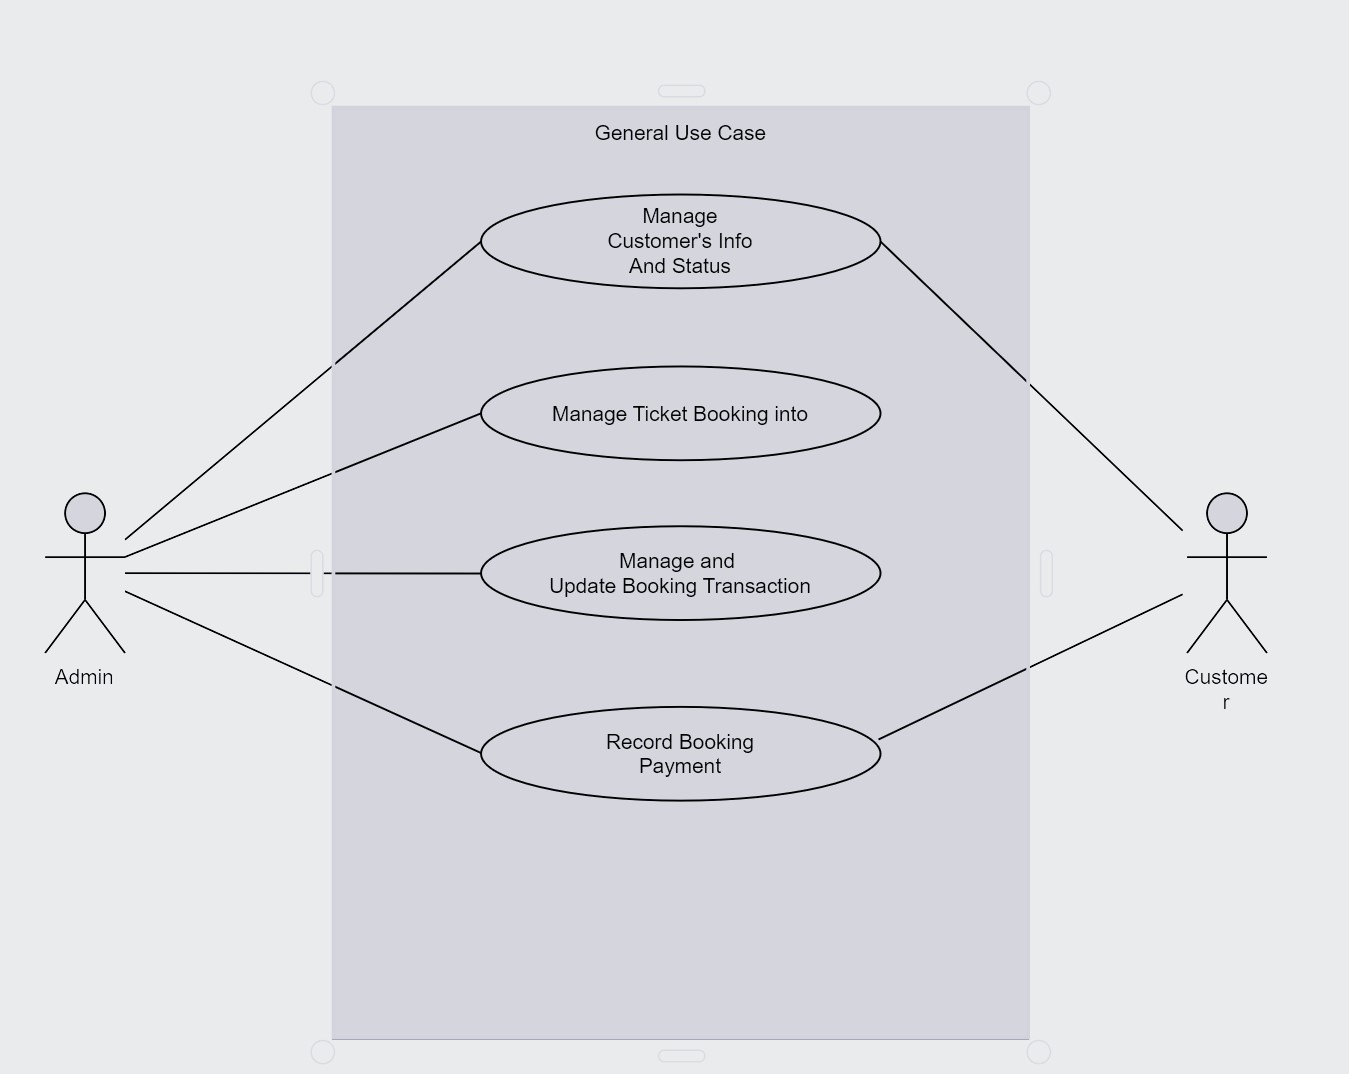 General Use Case
Manage
Customer's Info
And Status
Manage Ticket Booking into
Manage and
Update Booking Transaction
Record Booking
Payment
Admin
Custome
r